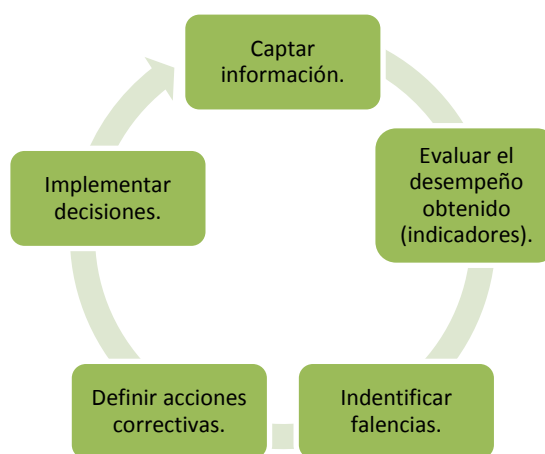 Captar
información.
Evaluar el
desempeño
obtenido
(indicadores).
Indentificar
falencias.
Definir acciones
correctivas.
Implementar
decisiones.